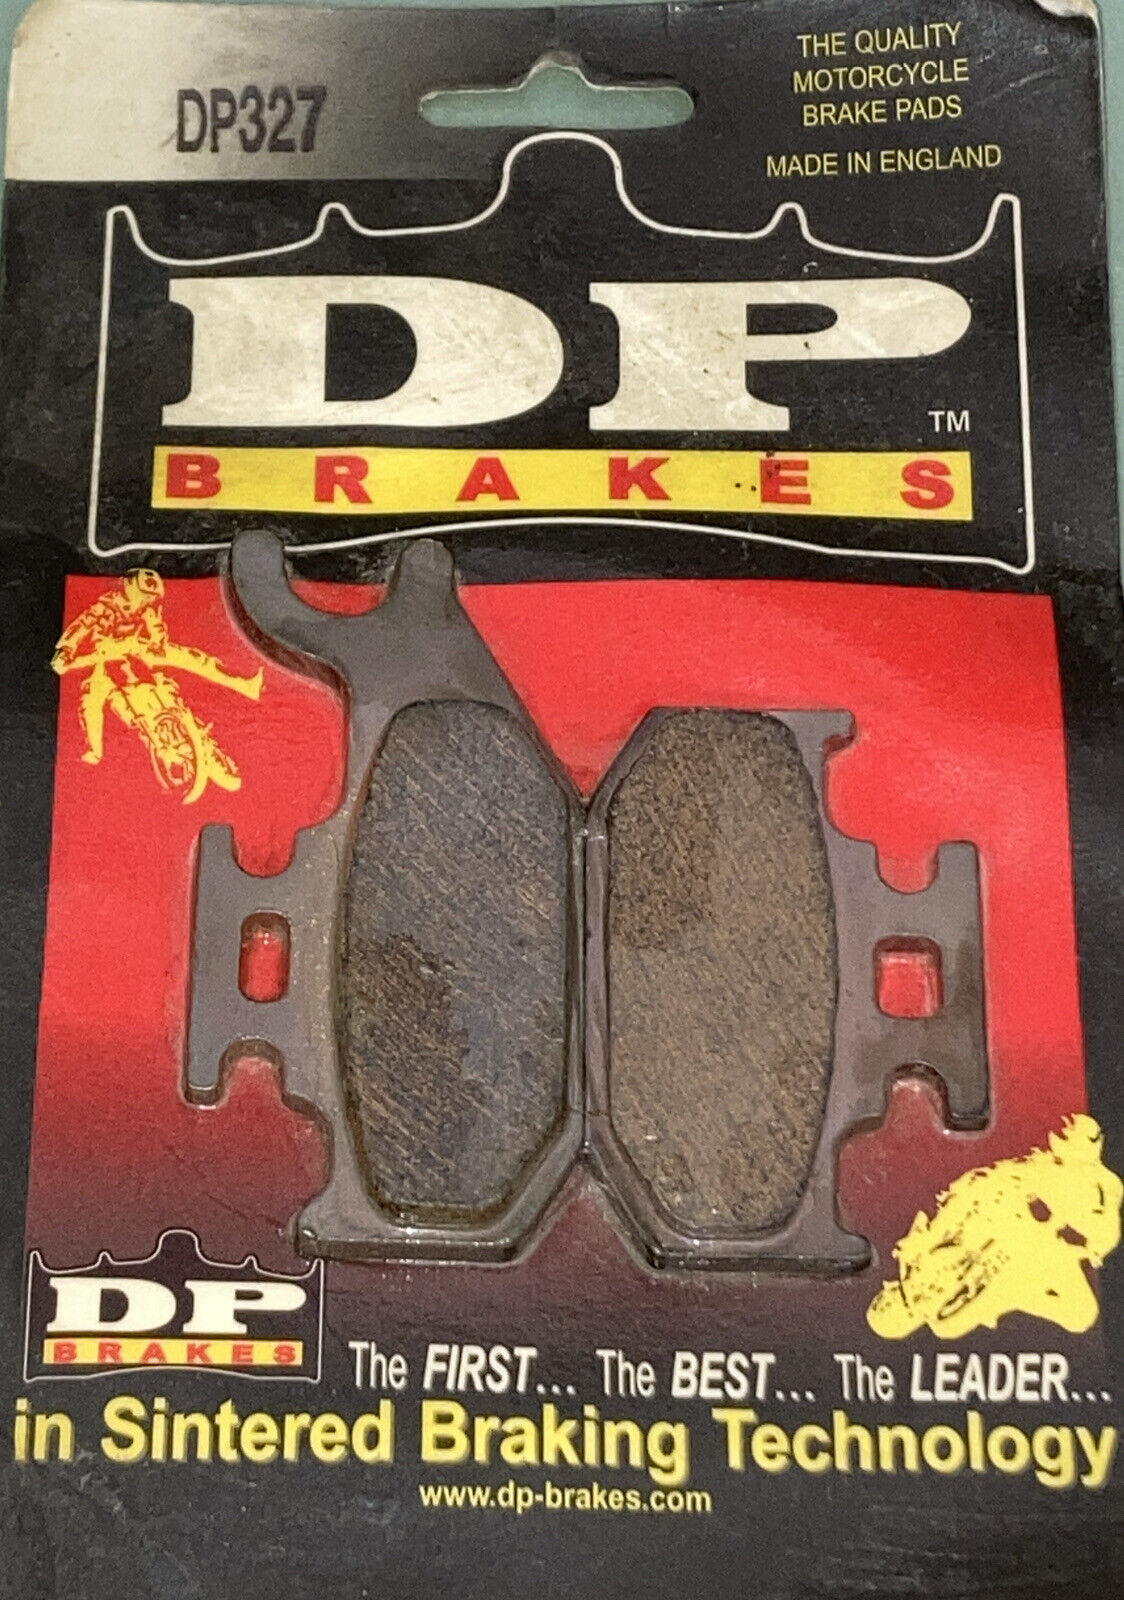 DP327
THE QUALITY
MOTORCYCLE
BRAKE PADS
MADE IN ENGLAND
DP
TM
BRAKES
DP
BRAKES
The FIRST... The BEST... The LEADER...
in Sintered Braking Technology
www.dp-brakes.com